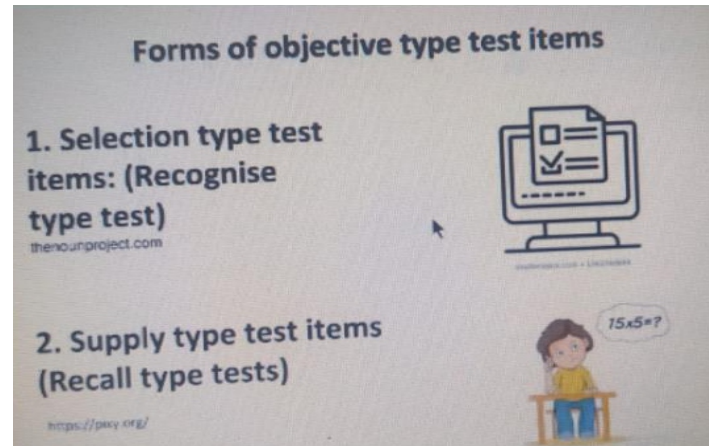 Forms of objective type test items
1. Selection type test
items: (Recognise
type test)
thenounproject.com
2. Supply type test items
(Recall type tests)
15x5=?
https://pixy.org/